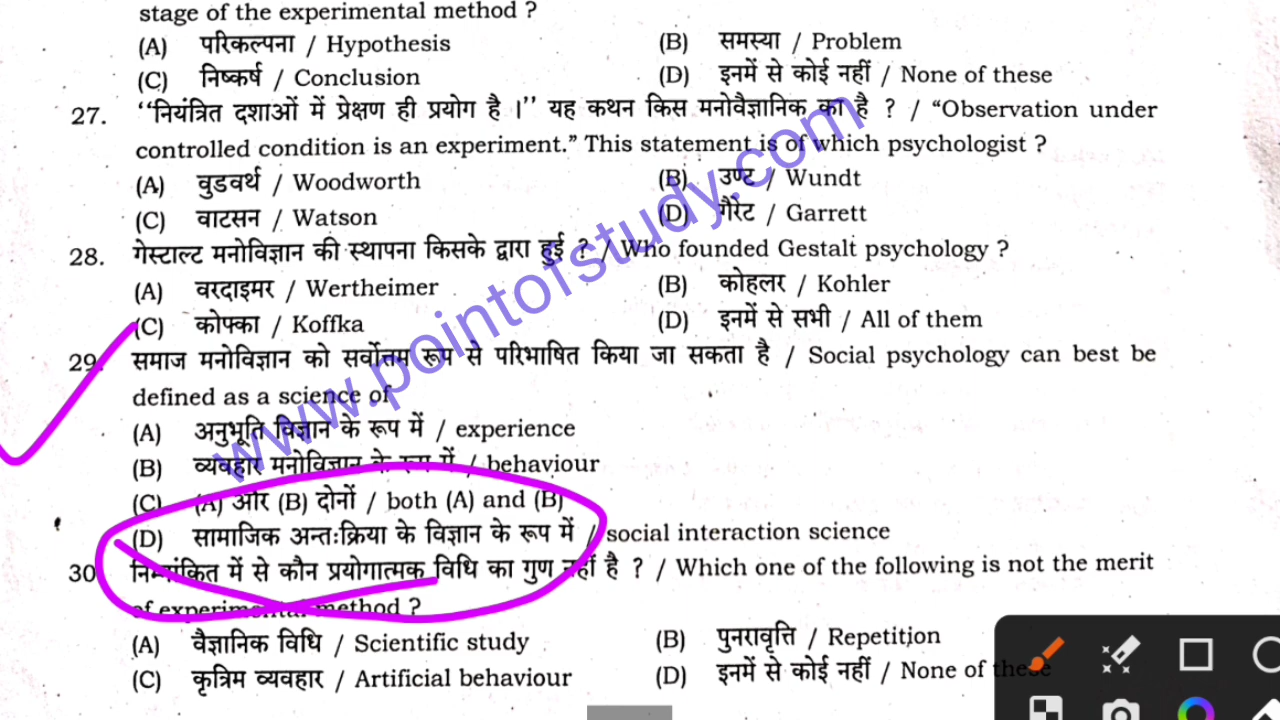 stage of the experimental method ?
(A) परिकल्पना / Hypothesis (B) समस्या / Problem
(C) निष्कर्ष / Conclusion (D) इनमें से कोई नहीं / None of these
27. ‘‘नियंत्रित दशाओं में प्रेक्षण ही प्रयोग है ।’’ यह कथन किस मनोवैज्ञानिक का है ? / “Observation under
controlled condition is an experiment.” This statement is of which psychologist ?
(A) वुडवर्थ / Woodworth (B) उण्ट / Wundt
(C) वाटसन / Watson (D) गैरेट / Garrett
28. गेस्टाल्ट मनोविज्ञान की स्थापना किसके द्वारा हुई ? / Who founded Gestalt psychology ?
(A) वरदाइमर / Wertheimer (B) कोहलर / Kohler
(C) कोफ्का / Koffka (D) इनमें से सभी / All of them
29. समाज मनोविज्ञान को सर्वोत्तम रूप से परिभाषित किया जा सकता है / Social psychology can best be
defined as a science of
(A) अनुभूति विज्ञान के रूप में / experience
(B) व्यवहार मनोविज्ञान के रूप में / behaviour
(C) (A) और (B) दोनों / both (A) and (B)
(D) सामाजिक अन्तःक्रिया के विज्ञान के रूप में / social interaction science
30 निम्नांकित में से कौन प्रयोगात्मक विधि का गुण नहीं है ? / Which one of the following is not the merit
of experimental method ?
(A) वैज्ञानिक विधि / Scientific study (B) पुनरावृत्ति / Repetition
(C) कृत्रिम व्यवहार / Artificial behaviour (D) इनमें से कोई नहीं / None of these
www.pointofstudy.com